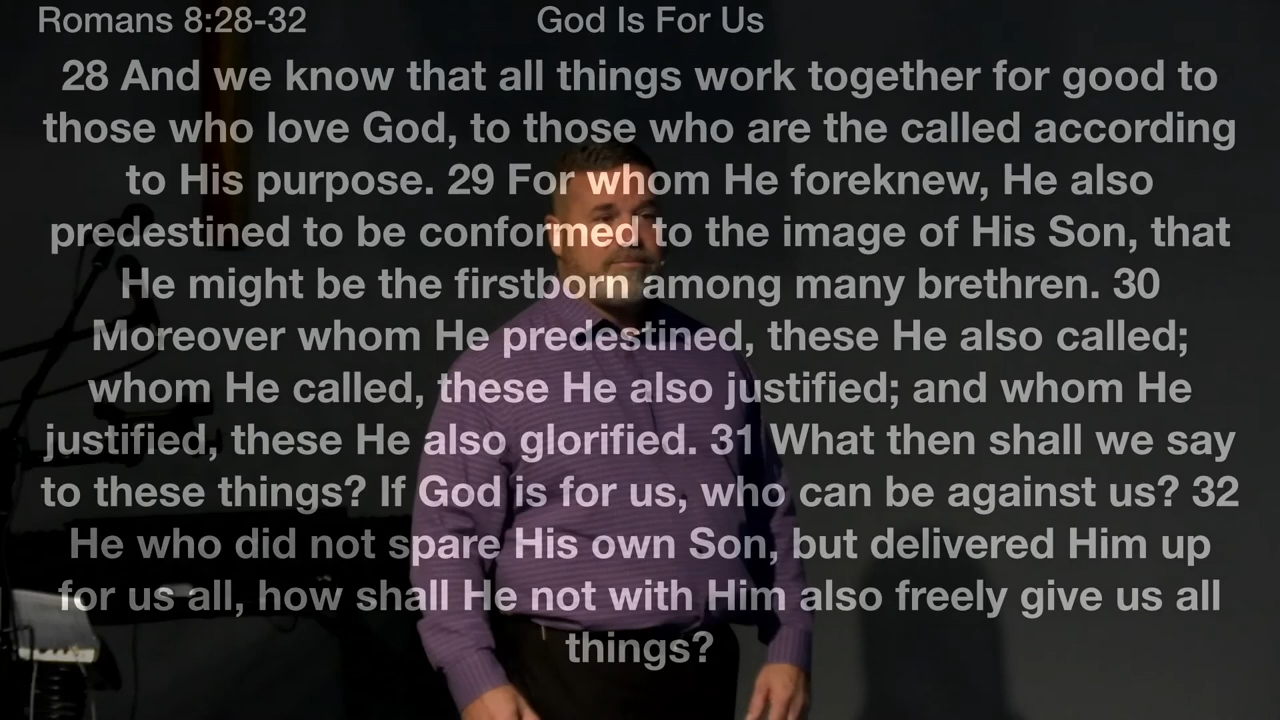 Romans 8:28-32
God Is For Us
28 And we know that all things work together for good to
those who love God, to those who are the called according
to His purpose. 29 For whom He foreknew, He also
predestined to be conformed to the image of His Son, that
He might be the firstborn among many brethren. 30
Moreover whom He predestined, these He also called;
whom He called, these He also justified; and whom He
justified, these He also glorified. 31 What then shall we say
to these things? If God is for us, who can be against us? 32
He who did not spare His own Son, but delivered Him up
for us all, how shall He not with Him also freely give us all
things?